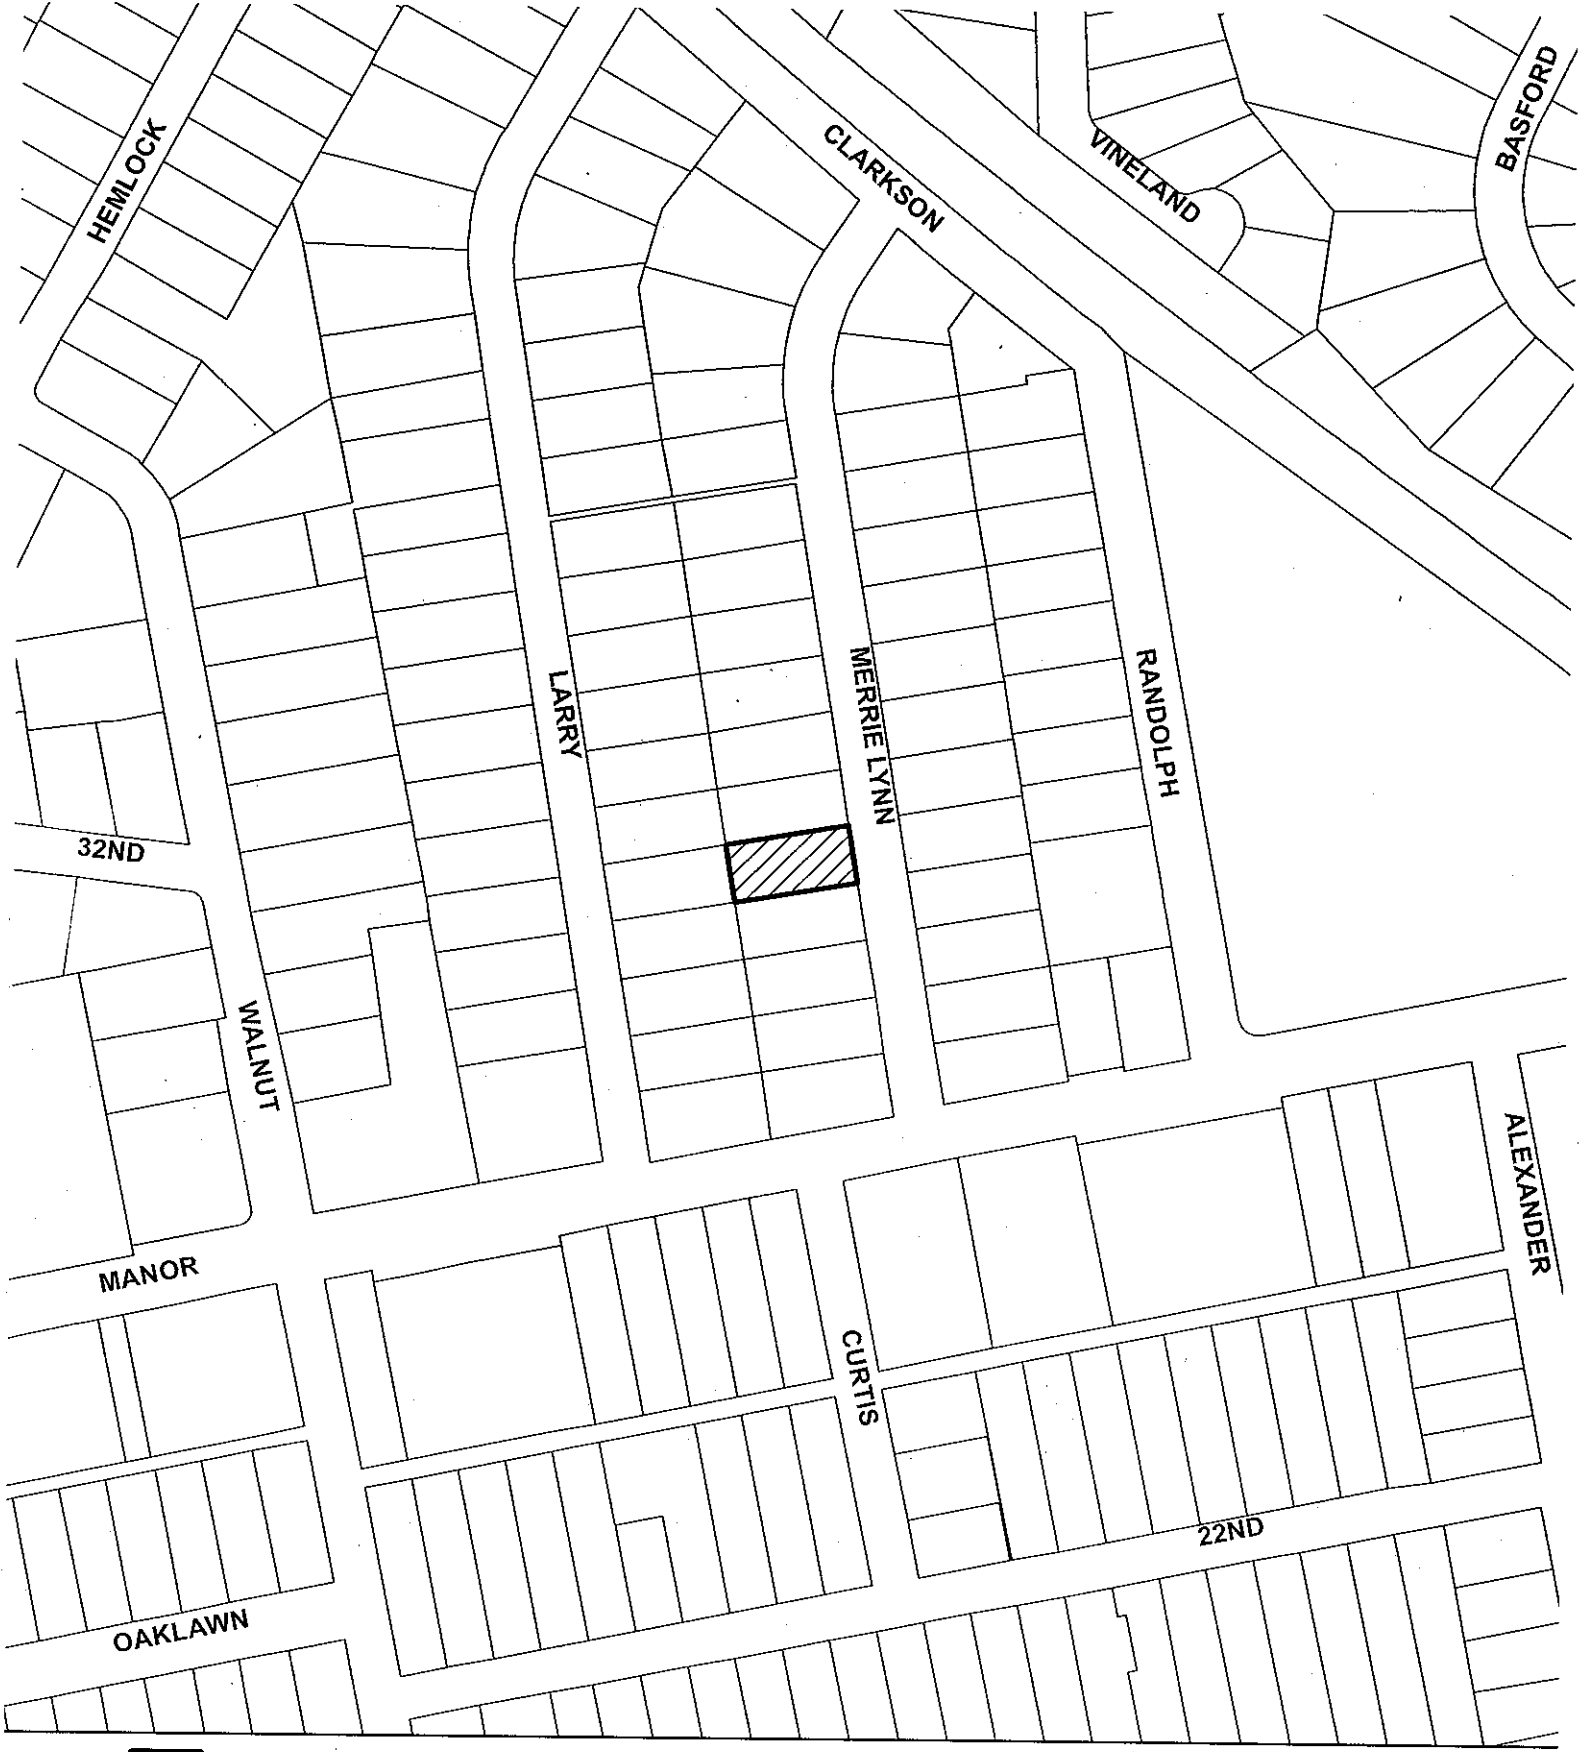 BASFORD
CLARKSON
VINELAND
HEMLOCK
LARRY
MERRIE LYNN
RANDOLPH
32ND
WALNUT
ALEXANDER
MANOR
CURTIS
22ND
OAKLAWN